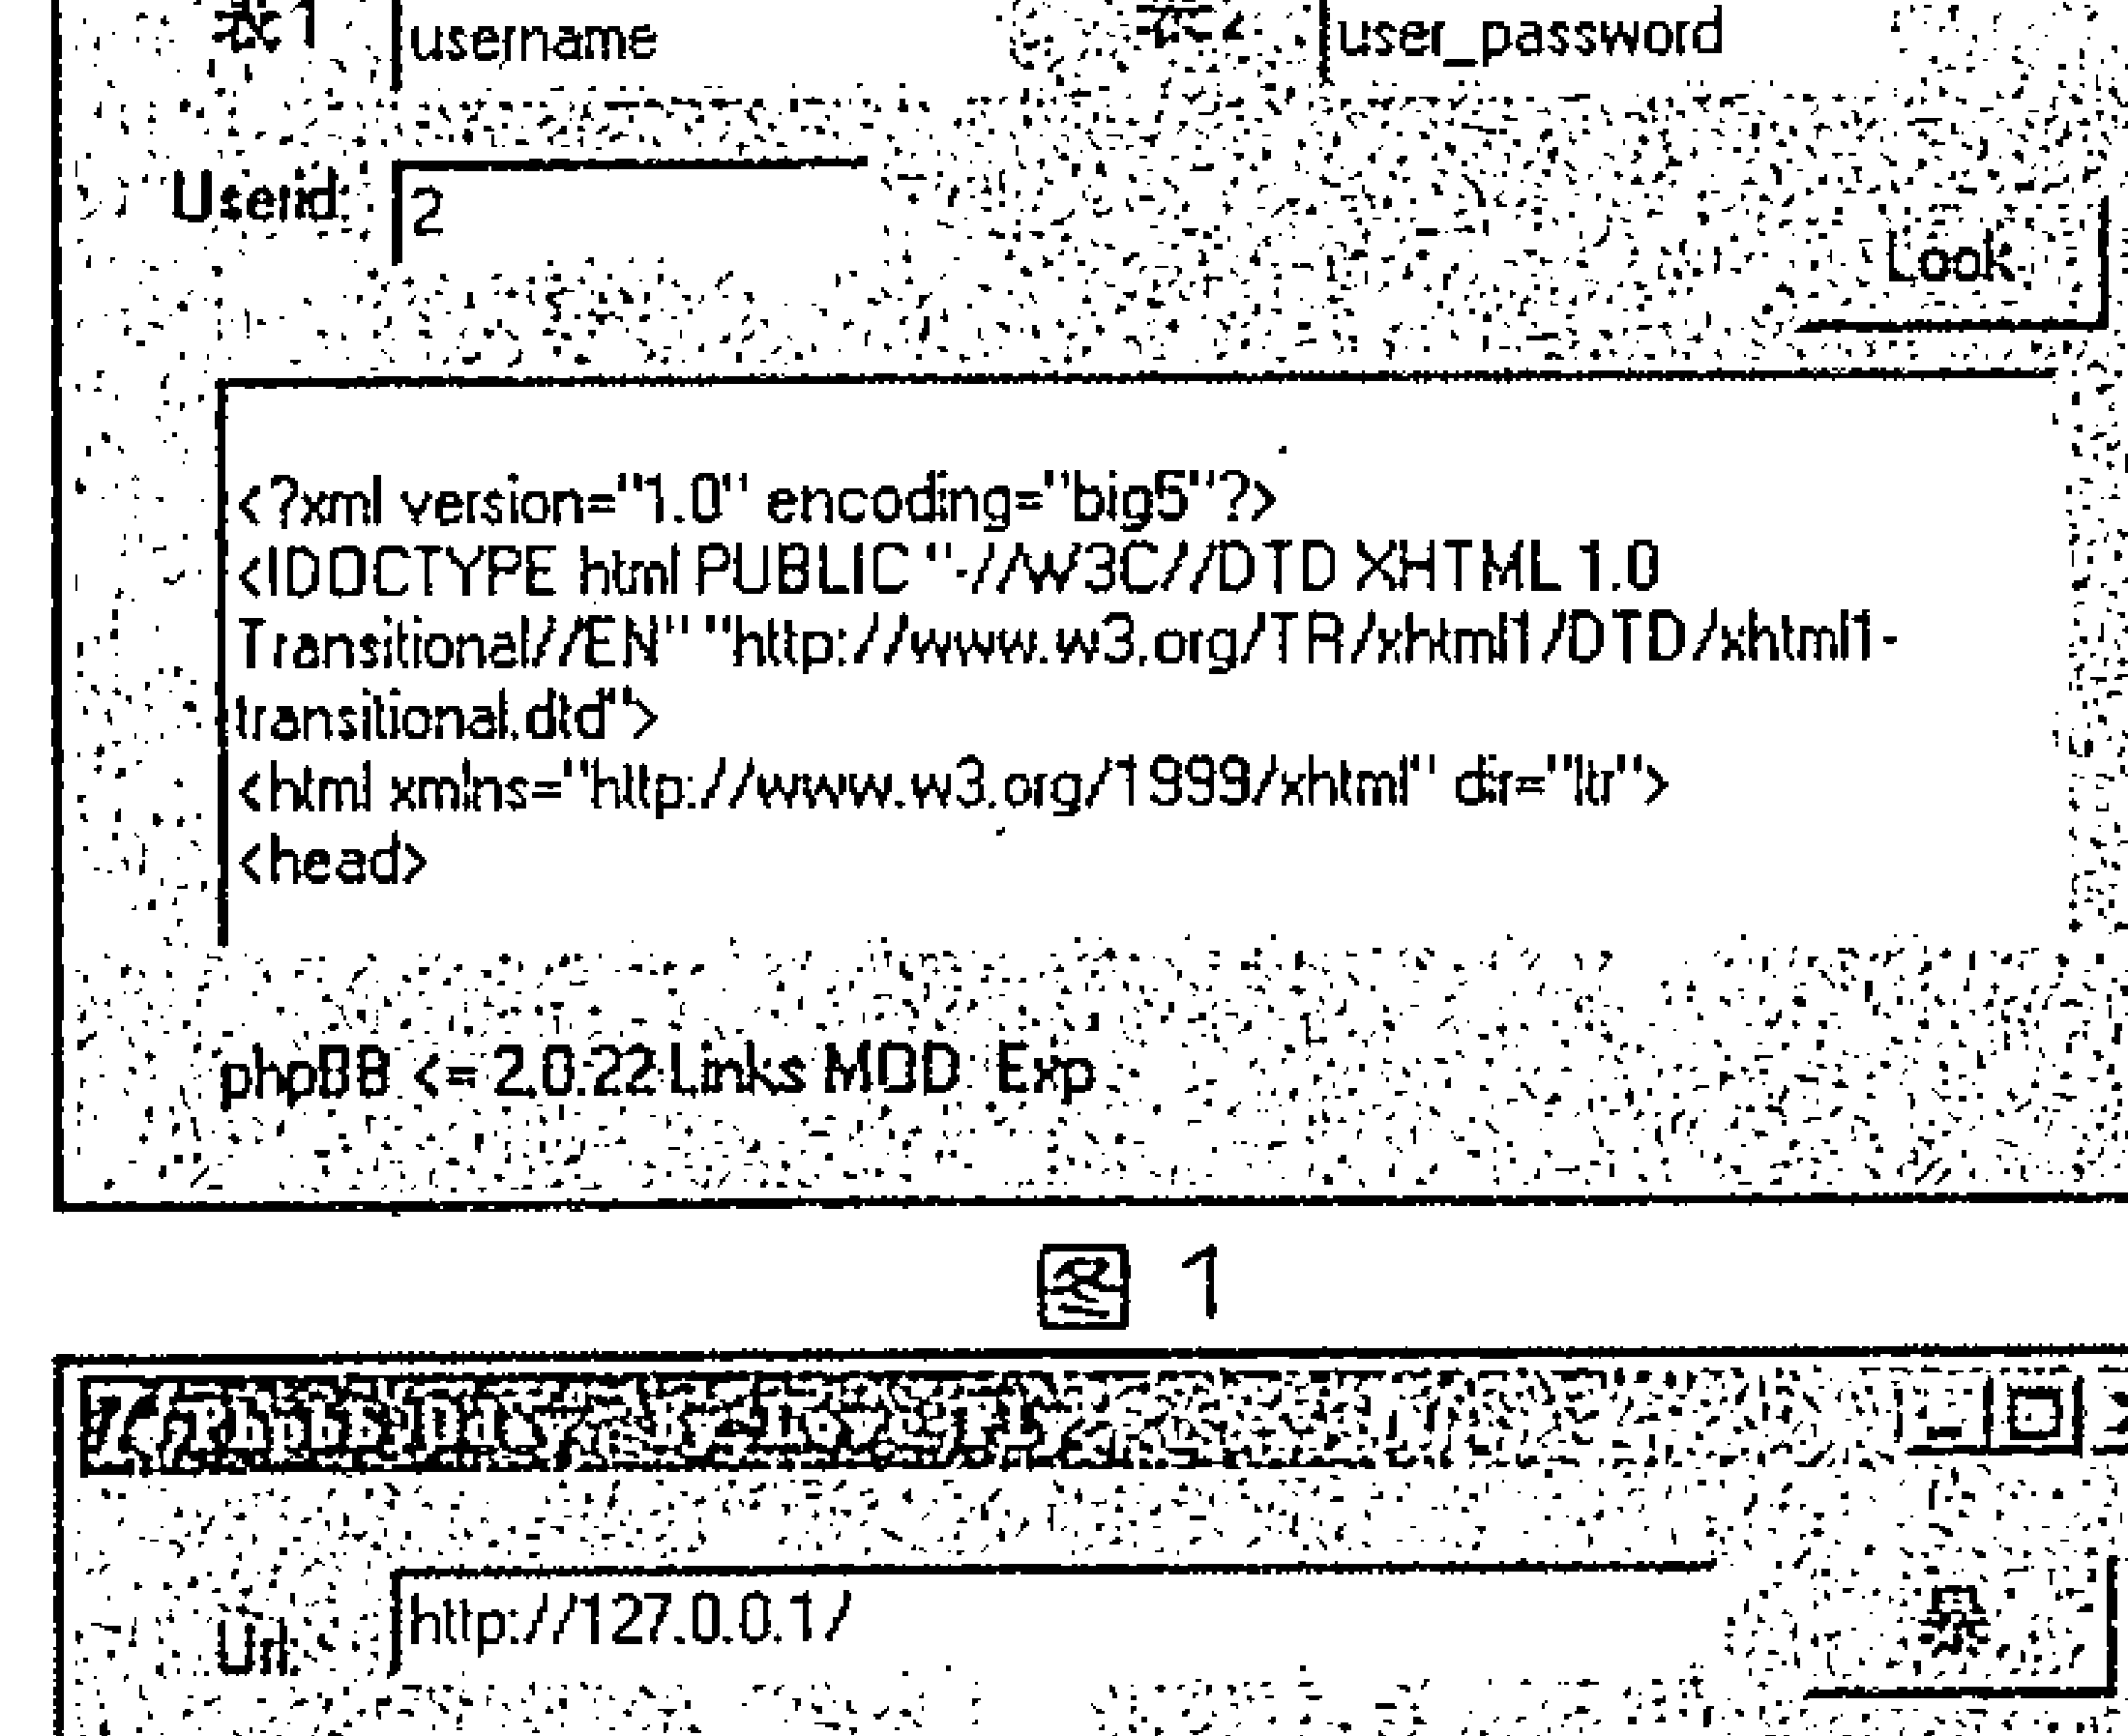 表1 username 表2 user_password
Userid: 2
Look
<?xml version="1.0" encoding="big5"?>
<!DOCTYPE html PUBLIC "-//W3C//DTD XHTML 1.0
Transitional//EN" "http://www.w3.org/TR/xhtml1/DTD/xhtml1-
transitional.dtd">
<html xmlns="http://www.w3.org/1999/xhtml" dir="ltr">
<head>
phpBB <= 2.0.22 Links MOD Exp
图 1
Url: http://127.0.0.1/ 暴